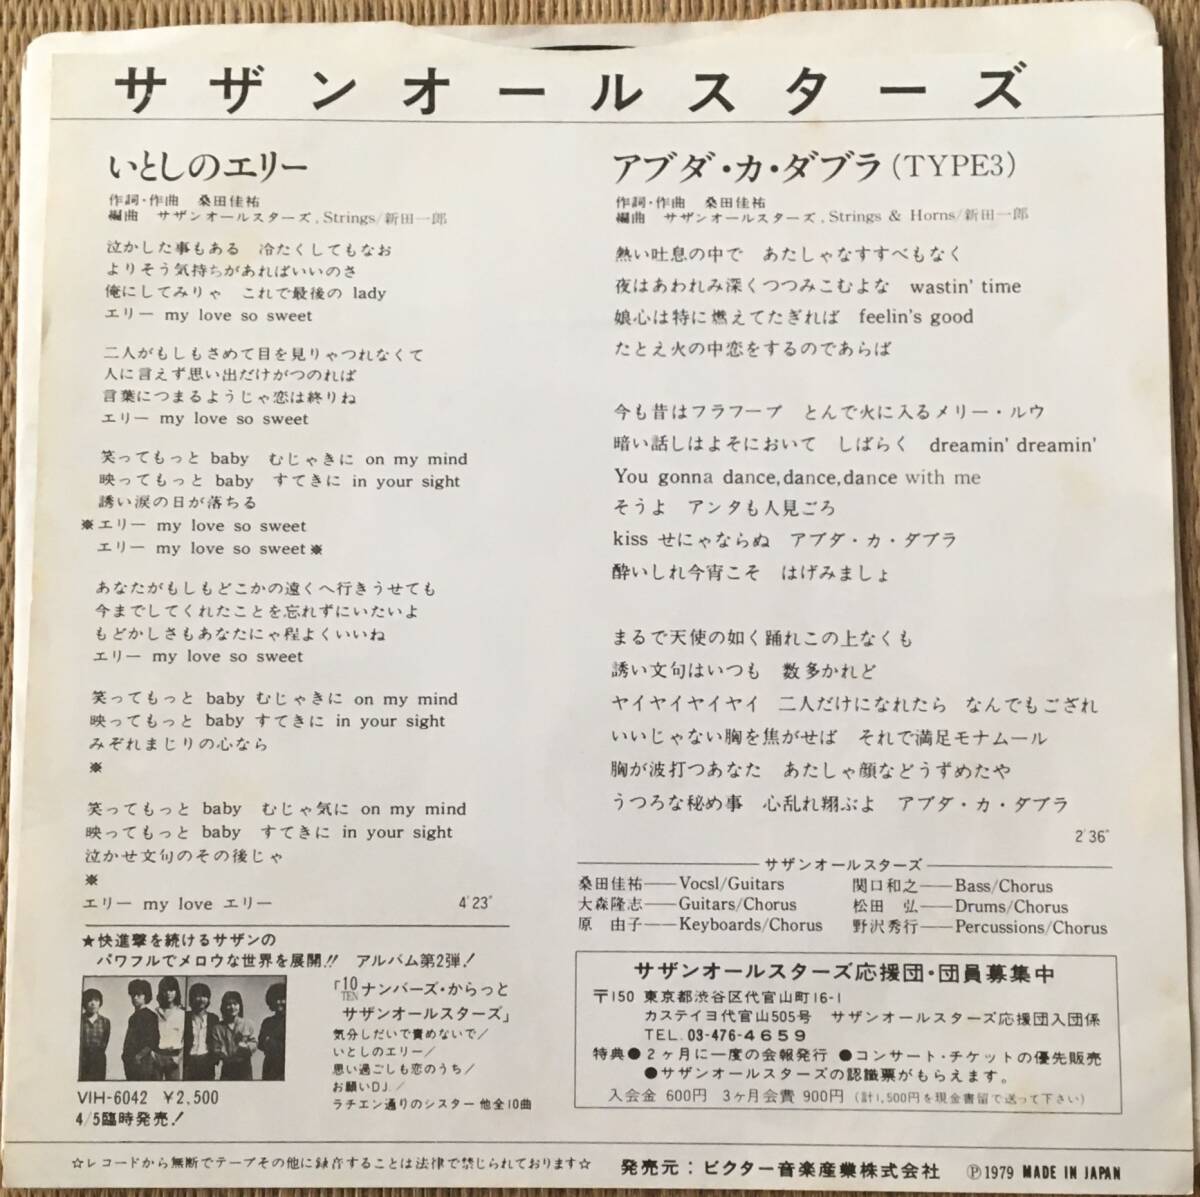 サザンオールスターズ
いとしのエリー
作詞・作曲 桑田佳祐
編曲 サザンオールスターズ, Strings/新田一郎
泣かした事もある 冷たくしてもなお
よりそう気持ちがあればいいのさ
俺にしてみりゃ これで最後の lady
エリー my love so sweet
二人がもしもさめて目を見りゃつれなくて
人に言えず思い出だけがつのれば
言葉につまるようじゃ恋は終りね
エリー my love so sweet
笑ってもっと baby むじゃきに on my mind
映ってもっと baby すてきに in your sight
誘い涙の日が落ちる
※エリー my love so sweet
エリー my love so sweet※
あなたがもしもどこかの遠くへ行きうせても
今までしてくれたことを忘れずにいたいよ
もどかしさもあなたにゃ程よくいいね
エリー my love so sweet
笑ってもっと baby むじゃきに on my mind
映ってもっと baby すてきに in your sight
みぞれまじりの心なら
※
笑ってもっと baby むじゃ気に on my mind
映ってもっと baby すてきに in your sight
泣かせ文句のその後じゃ
※
エリー my love エリー
4′23″
★快進撃を続けるサザンの
パワフルでメロウな世界を展開!! アルバム第2弾!
「10ナンバーズ・からっと
TEN
サザンオールスターズ」
気分しだいで責めないで/
いとしのエリー/
思い過ごしも恋のうち/
お願いD.J./
ラチエン通りのシスター 他全10曲
VIH-6042 ¥2,500
4/5臨時発売!
アブダ・カ・ダブラ(TYPE3)
作詞・作曲 桑田佳祐
編曲 サザンオールスターズ, Strings & Horns/新田一郎
熱い吐息の中で あたしゃなすすべもなく
夜はあわれみ深くつつみこむよな wastin' time
娘心は特に燃えてたぎれば feelin's good
たとえ火の中恋をするのであらば
今も昔はフラフープ とんで火に入るメリー・ルウ
暗い話しはよそにおいて しばらく dreamin' dreamin'
You gonna dance, dance, dance with me
そうよ アンタも人見ごろ
kiss せにゃならぬ アブダ・カ・ダブラ
酔いしれ今宵こそ はげみましょ
まるで天使の如く踊れこの上なくも
誘い文句はいつも 数多かれど
ヤイヤイヤイヤイ 二人だけになれたら なんでもござれ
いいじゃない胸を焦がせば それで満足モナムール
胸が波打つあなた あたしゃ顔などうずめたや
うつろな秘め事 心乱れ翔ぶよ アブダ・カ・ダブラ
2′36″
サザンオールスターズ
桑田佳祐――Vocsl/Guitars 関口和之――Bass/Chorus
大森隆志――Guitars/Chorus 松田 弘――Drums/Chorus
原 由子――Keyboards/Chorus 野沢秀行――Percussions/Chorus
サザンオールスターズ応援団・団員募集中
〒150 東京都渋谷区代官山町16-1
カステイヨ代官山505号 サザンオールスターズ応援団入団係
TEL.03-476-4659
特典●2ヶ月に一度の会報発行 ●コンサート・チケットの優先販売
●サザンオールスターズの認識票がもらえます。
入会金 600円 3ヶ月会費 900円 (計1,500円を現金書留で送って下さい)
☆レコードから無断でテープその他に録音することは法律で禁じられております☆ 発売元:ビクター音楽産業株式会社 Ⓟ1979 MADE IN JAPAN